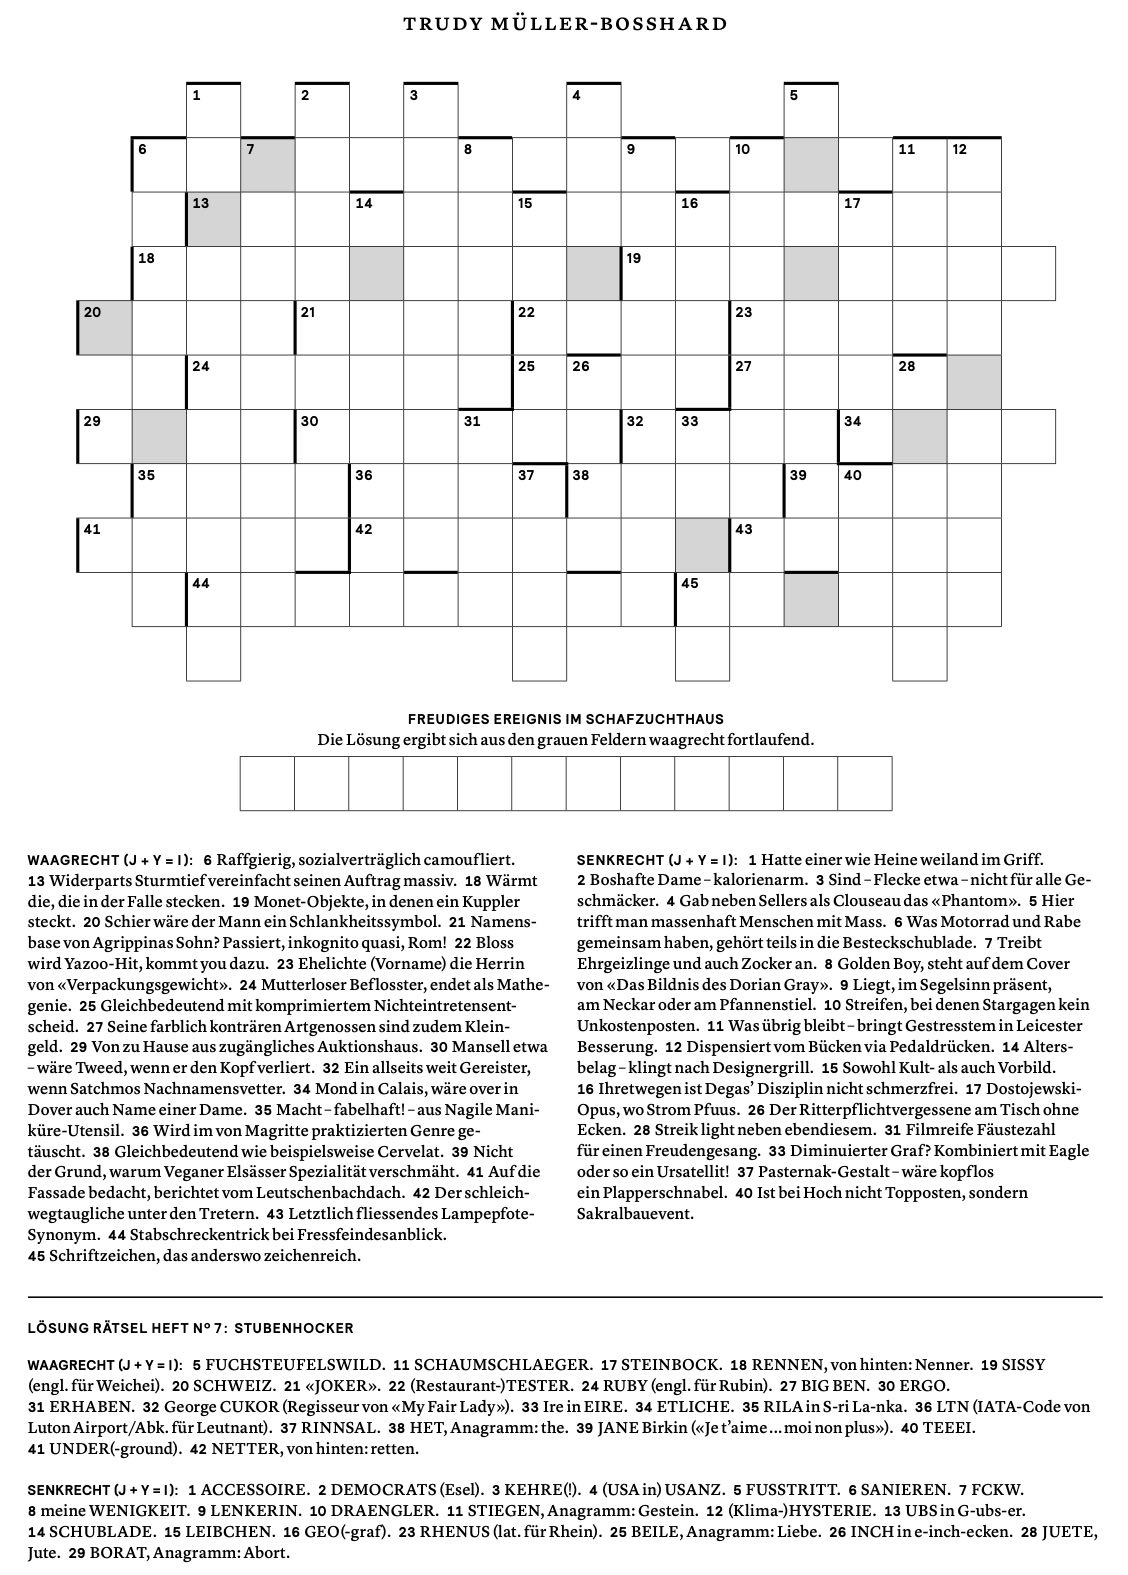 TRUDY MÜLLER-BOSSHARD
1 2 3 4 5
6 7 8 9 10 11 12
13 14 15 16 17
18 19
20 21 22 23
24 25 26 27 28
29 30 31 32 33 34
35 36 37 38 39 40
41 42 43
44 45
FREUDIGES EREIGNIS IM SCHAFZUCHTHAUS
Die Lösung ergibt sich aus den grauen Feldern waagrecht fortlaufend.
WAAGRECHT (J + Y = I): 6 Raffgierig, sozialverträglich camoufliert.
13 Widerparts Sturmtief vereinfacht seinen Auftrag massiv. 18 Wärmt
die, die in der Falle stecken. 19 Monet-Objekte, in denen ein Kuppler
steckt. 20 Schier wäre der Mann ein Schlankheitssymbol. 21 Namens-
base von Agrippinas Sohn? Passiert, inkognito quasi, Rom! 22 Bloss
wird Yazoo-Hit, kommt you dazu. 23 Ehelichte (Vorname) die Herrin
von «Verpackungsgewicht». 24 Mutterloser Beflosster, endet als Mathe-
genie. 25 Gleichbedeutend mit komprimiertem Nichteintretensent-
scheid. 27 Seine farblich konträren Artgenossen sind zudem Klein-
geld. 29 Von zu Hause aus zugängliches Auktionshaus. 30 Mansell etwa
– wäre Tweed, wenn er den Kopf verliert. 32 Ein allseits weit Gereister,
wenn Satchmos Nachnamensvetter. 34 Mond in Calais, wäre over in
Dover auch Name einer Dame. 35 Macht – fabelhaft! – aus Nagile Mani-
küre-Utensil. 36 Wird im von Magritte praktizierten Genre ge-
täuscht. 38 Gleichbedeutend wie beispielsweise Cervelat. 39 Nicht
der Grund, warum Veganer Elsässer Spezialität verschmäht. 41 Auf die
Fassade bedacht, berichtet vom Leutschenbachdach. 42 Der schleich-
wegtaugliche unter den Tretern. 43 Letztlich fliessendes Lampepfote-
Synonym. 44 Stabschreckentrick bei Fressfeindesanblick.
45 Schriftzeichen, das anderswo zeichenreich.
SENKRECHT (J + Y = I): 1 Hatte einer wie Heine weiland im Griff.
2 Boshafte Dame – kalorienarm. 3 Sind – Flecke etwa – nicht für alle Ge-
schmäcker. 4 Gab neben Sellers als Clouseau das «Phantom». 5 Hier
trifft man massenhaft Menschen mit Mass. 6 Was Motorrad und Rabe
gemeinsam haben, gehört teils in die Besteckschublade. 7 Treibt
Ehrgeizlinge und auch Zocker an. 8 Golden Boy, steht auf dem Cover
von «Das Bildnis des Dorian Gray». 9 Liegt, im Segelsinn präsent,
am Neckar oder am Pfannenstiel. 10 Streifen, bei denen Stargagen kein
Unkostenposten. 11 Was übrig bleibt – bringt Gestresstem in Leicester
Besserung. 12 Dispensiert vom Bücken via Pedaldrücken. 14 Alters-
belag – klingt nach Designergrill. 15 Sowohl Kult- als auch Vorbild.
16 Ihretwegen ist Degas’ Disziplin nicht schmerzfrei. 17 Dostojewski-
Opus, wo Strom Pfuus. 26 Der Ritterpflichtvergessene am Tisch ohne
Ecken. 28 Streik light neben ebendiesem. 31 Filmreife Fäustezahl
für einen Freudengesang. 33 Diminuierter Graf? Kombiniert mit Eagle
oder so ein Ursatellit! 37 Pasternak-Gestalt – wäre kopflos
ein Plapperschnabel. 40 Ist bei Hoch nicht Topposten, sondern
Sakralbauevent.
LÖSUNG RÄTSEL HEFT Nº 7: STUBENHOCKER
WAAGRECHT (J + Y = I): 5 FUCHSTEUFELSWILD. 11 SCHAUMSCHLAEGER. 17 STEINBOCK. 18 RENNEN, von hinten: Nenner. 19 SISSY
(engl. für Weichei). 20 SCHWEIZ. 21 «JOKER». 22 (Restaurant-)TESTER. 24 RUBY (engl. für Rubin). 27 BIG BEN. 30 ERGO.
31 ERHABEN. 32 George CUKOR (Regisseur von «My Fair Lady»). 33 Ire in EIRE. 34 ETLICHE. 35 RILA in S-ri La-nka. 36 LTN (IATA-Code von
Luton Airport/Abk. für Leutnant). 37 RINNSAL. 38 HET, Anagramm: the. 39 JANE Birkin («Je t’aime … moi non plus»). 40 TEEEI.
41 UNDER(-ground). 42 NETTER, von hinten: retten.
SENKRECHT (J + Y = I): 1 ACCESSOIRE. 2 DEMOCRATS (Esel). 3 KEHRE(!). 4 (USA in) USANZ. 5 FUSSTRITT. 6 SANIEREN. 7 FCKW.
8 meine WENIGKEIT. 9 LENKERIN. 10 DRAENGLER. 11 STIEGEN, Anagramm: Gestein. 12 (Klima-)HYSTERIE. 13 UBS in G-ubs-er.
14 SCHUBLADE. 15 LEIBCHEN. 16 GEO(-graf). 23 RHENUS (lat. für Rhein). 25 BEILE, Anagramm: Liebe. 26 INCH in e-inch-ecken. 28 JUETE,
Jute. 29 BORAT, Anagramm: Abort.